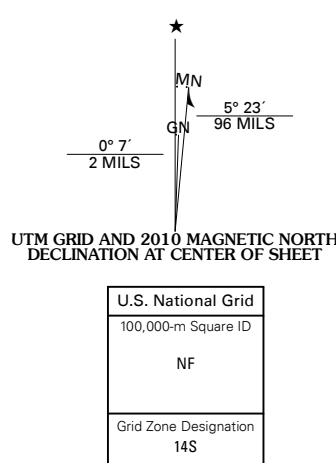 ★
MN
5° 23´
96 MILS
GN
0° 7´
2 MILS
UTM GRID AND 2010 MAGNETIC NORTH
DECLINATION AT CENTER OF SHEET
U.S. National Grid
100,000-m Square ID
NF
Grid Zone Designation
14S